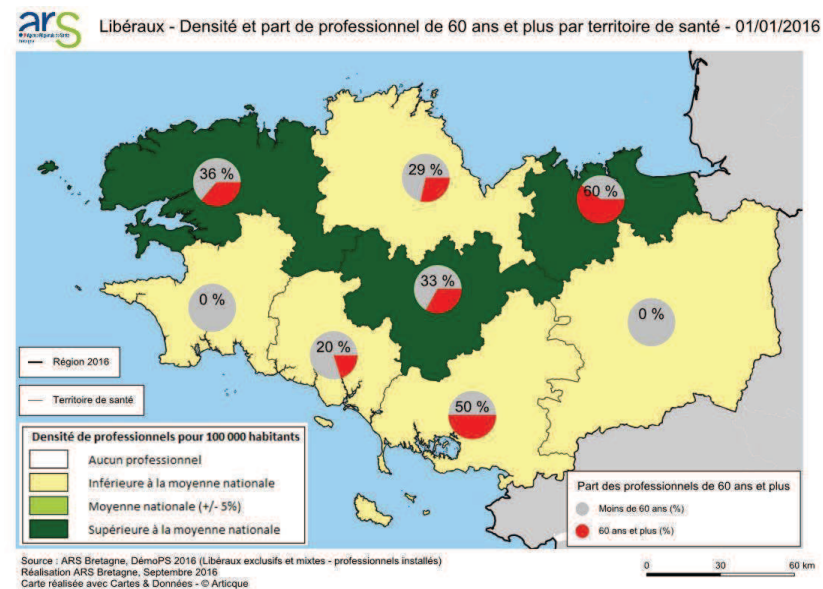 ars
Libéraux - Densité et part de professionnel de 60 ans et plus par territoire de santé - 01/01/2016
36 %
29 %
60 %
33 %
0 %
0 %
20 %
50 %
Région 2016
Territoire de santé
Densité de professionnels pour 100 000 habitants
Aucun professionnel
Inférieure à la moyenne nationale
Moyenne nationale (+/- 5%)
Supérieure à la moyenne nationale
Part des professionnels de 60 ans et plus
Moins de 60 ans (%)
60 ans et plus (%)
Source : ARS Bretagne, DémoPS 2016 (Libéraux exclusifs et mixtes - professionnels installés)
Réalisation ARS Bretagne, Septembre 2016
Carte réalisée avec Cartes & Données - © Articque
0 30 60 km